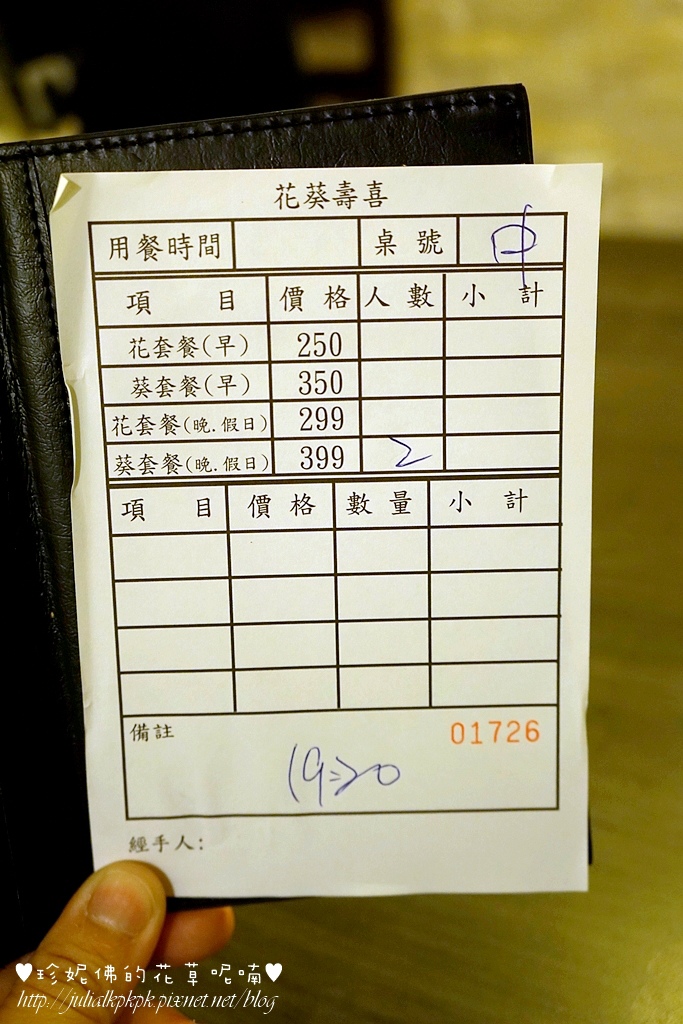 花葵壽喜
用餐時間 桌號 中
項 目 價格 人數 小 計
花套餐(早) 250
葵套餐(早) 350
花套餐(晚.假日) 299
葵套餐(晚.假日) 399 2
項 目 價格 數量 小 計
備註 01726
經手人:
♥珍妮佛的花草呢喃♥
http://julialkpkpk.pixnet.net/blog